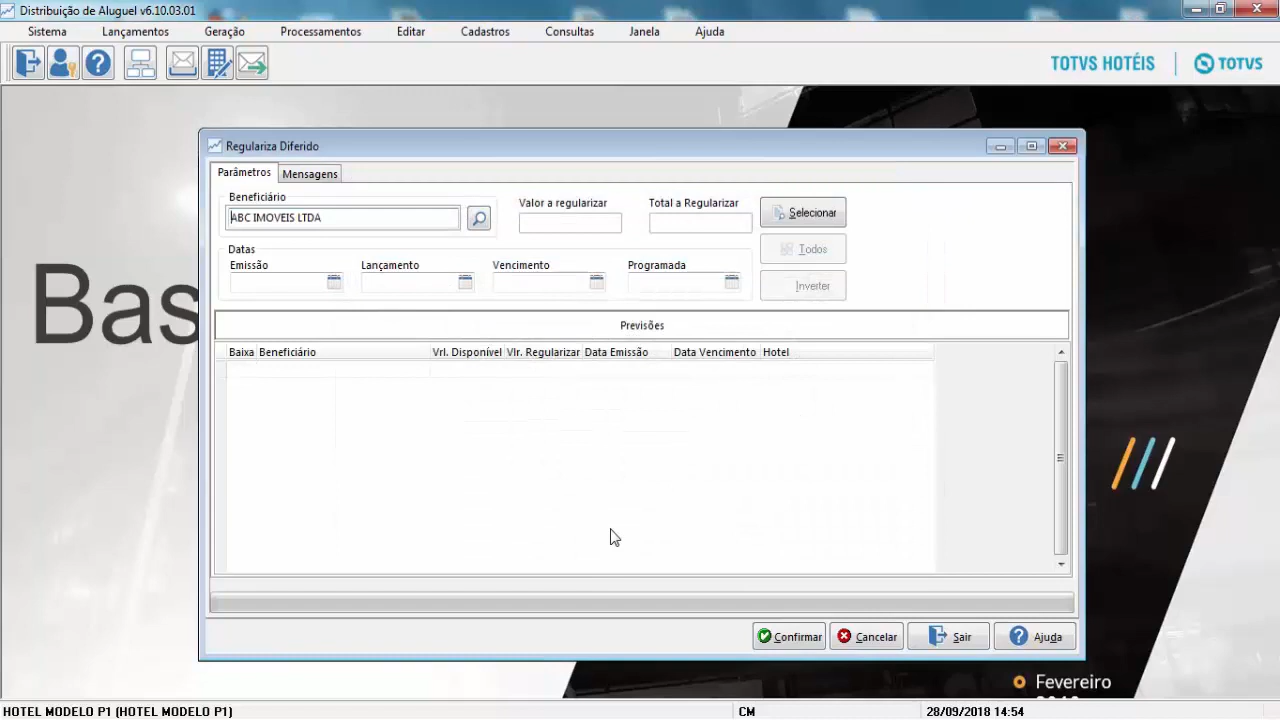 Distribuição de Aluguel v6.10.03.01
Sistema Lançamentos Geração Processamentos Editar Cadastros Consultas Janela Ajuda
TOTVS HOTÉIS TOTVS
Regulariza Diferido
Parâmetros Mensagens
Beneficiário Valor a regularizar Total a Regularizar
ABC IMOVEIS LTDA Selecionar
Datas Todos
Emissão Lançamento Vencimento Programada
Inverter
Bas
Previsões
Baixa Beneficiário Vrl. Disponível Vlr. Regularizar Data Emissão Data Vencimento Hotel
Confirmar Cancelar Sair Ajuda
Fevereiro
HOTEL MODELO P1 (HOTEL MODELO P1) CM 28/09/2018 14:54